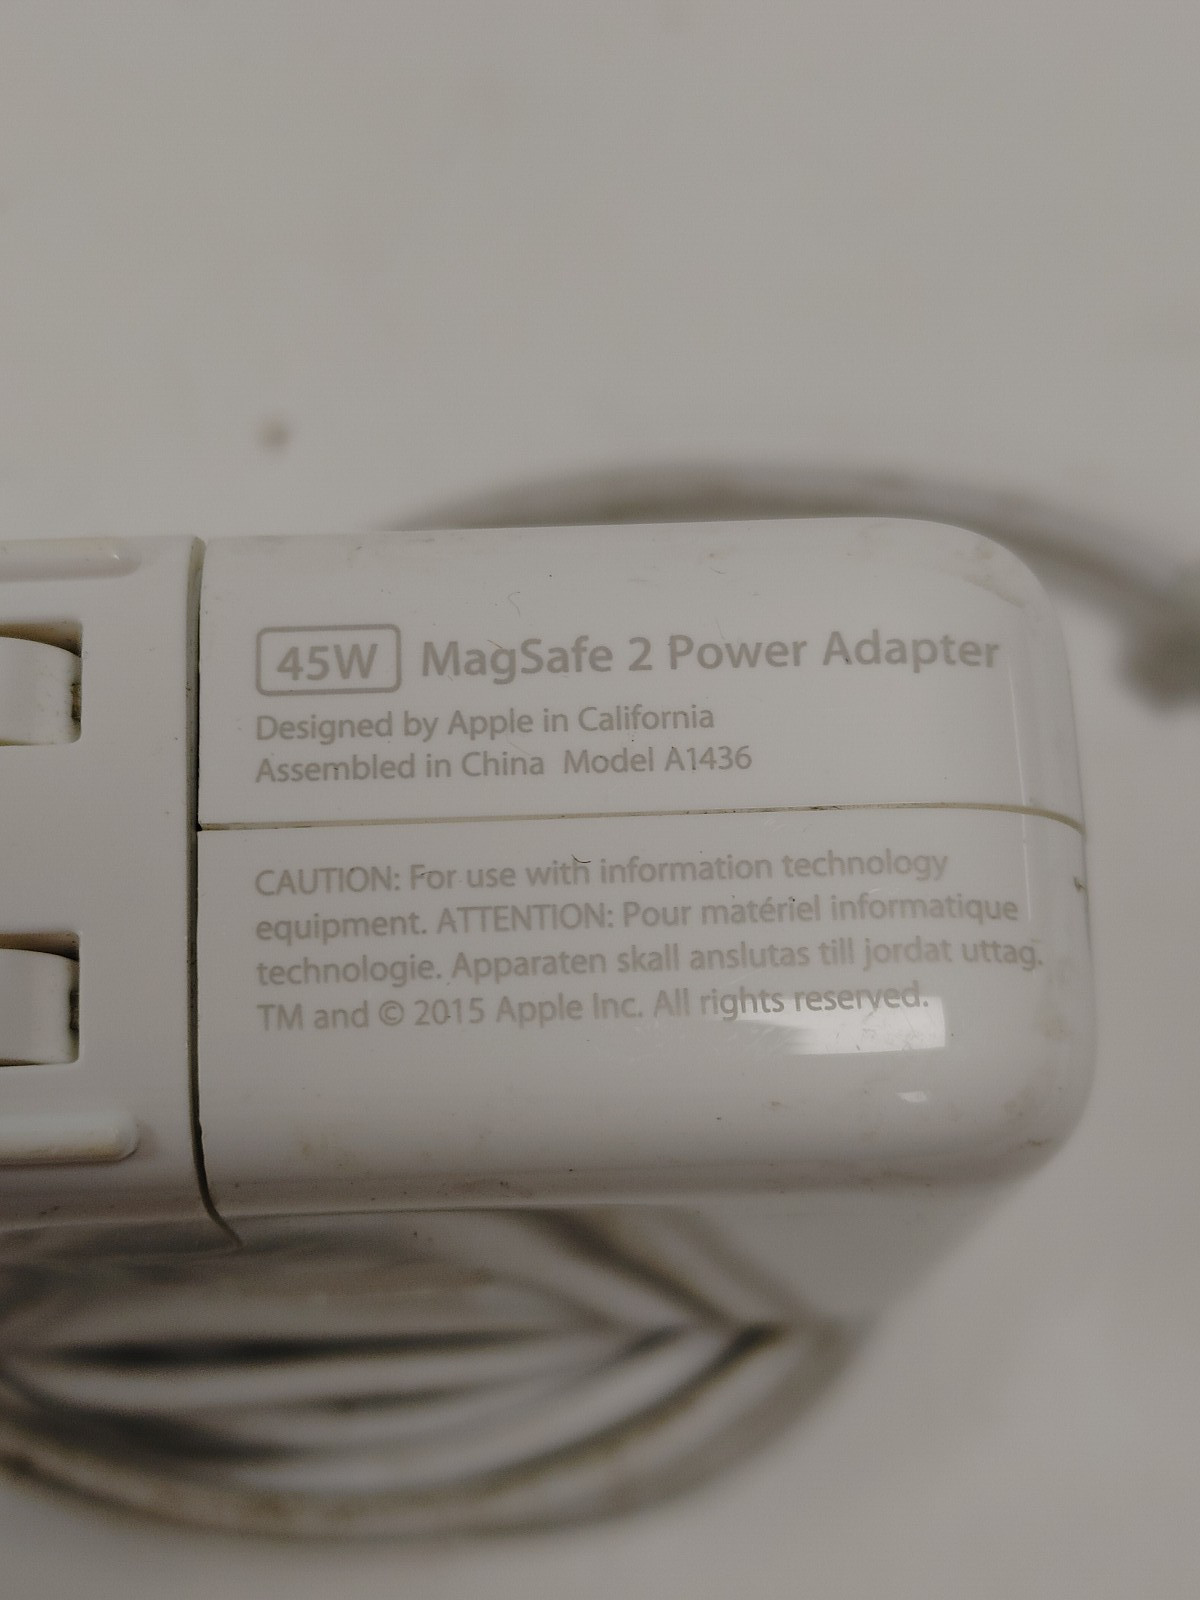 45W MagSafe 2 Power Adapter
Designed by Apple in California
Assembled in China Model A1436
CAUTION: For use with information technology
equipment. ATTENTION: Pour matériel informatique
technologie. Apparaten skall anslutas till jordat uttag.
TM and © 2015 Apple Inc. All rights reserved.